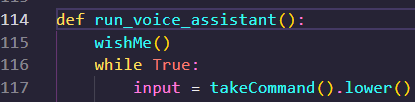 114 def run_voice_assistant():
115     wishMe()
116     while True:
117         input = takeCommand().lower()